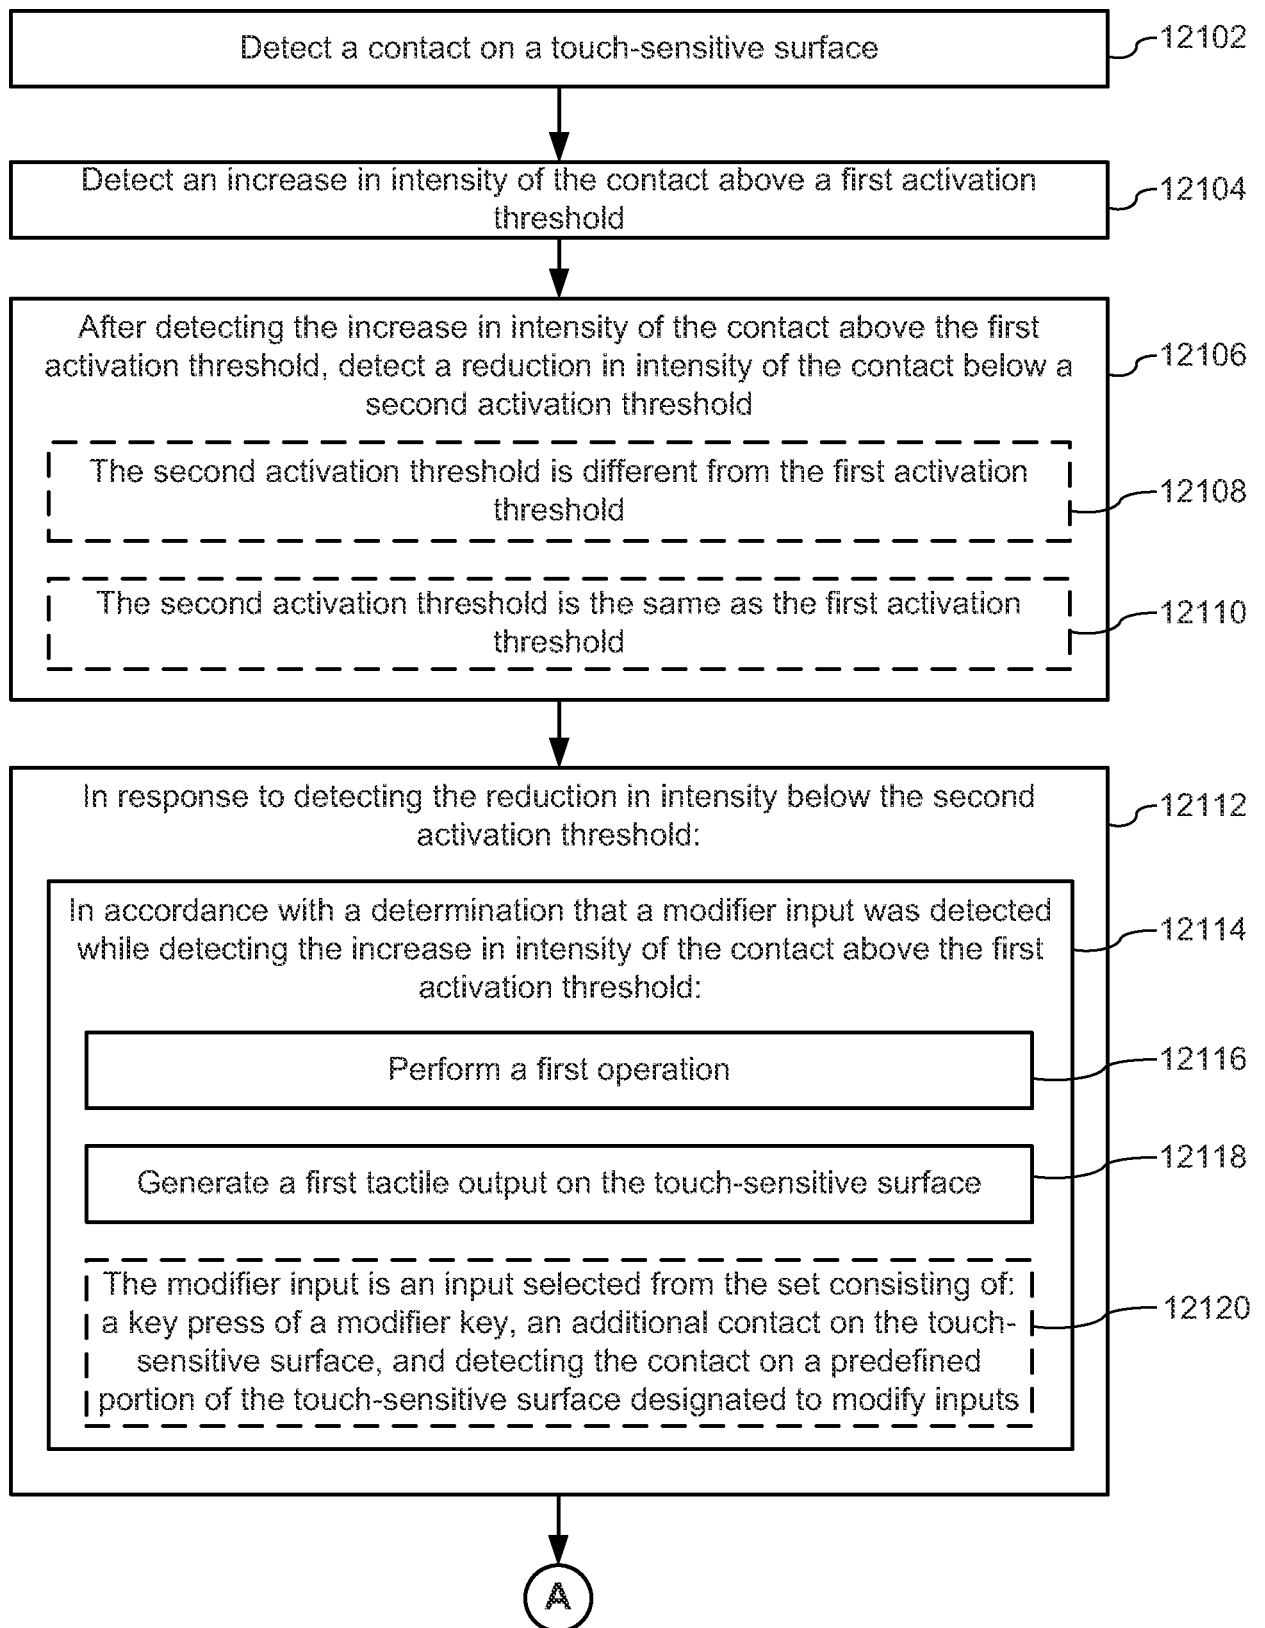 Detect a contact on a touch-sensitive surface
12102
Detect an increase in intensity of the contact above a first activation
threshold
12104
After detecting the increase in intensity of the contact above the first
activation threshold, detect a reduction in intensity of the contact below a
second activation threshold
12106
The second activation threshold is different from the first activation
threshold
12108
The second activation threshold is the same as the first activation
threshold
12110
In response to detecting the reduction in intensity below the second
activation threshold:
12112
In accordance with a determination that a modifier input was detected
while detecting the increase in intensity of the contact above the first
activation threshold:
12114
Perform a first operation
12116
Generate a first tactile output on the touch-sensitive surface
12118
The modifier input is an input selected from the set consisting of:
a key press of a modifier key, an additional contact on the touch-
sensitive surface, and detecting the contact on a predefined
portion of the touch-sensitive surface designated to modify inputs
12120
A